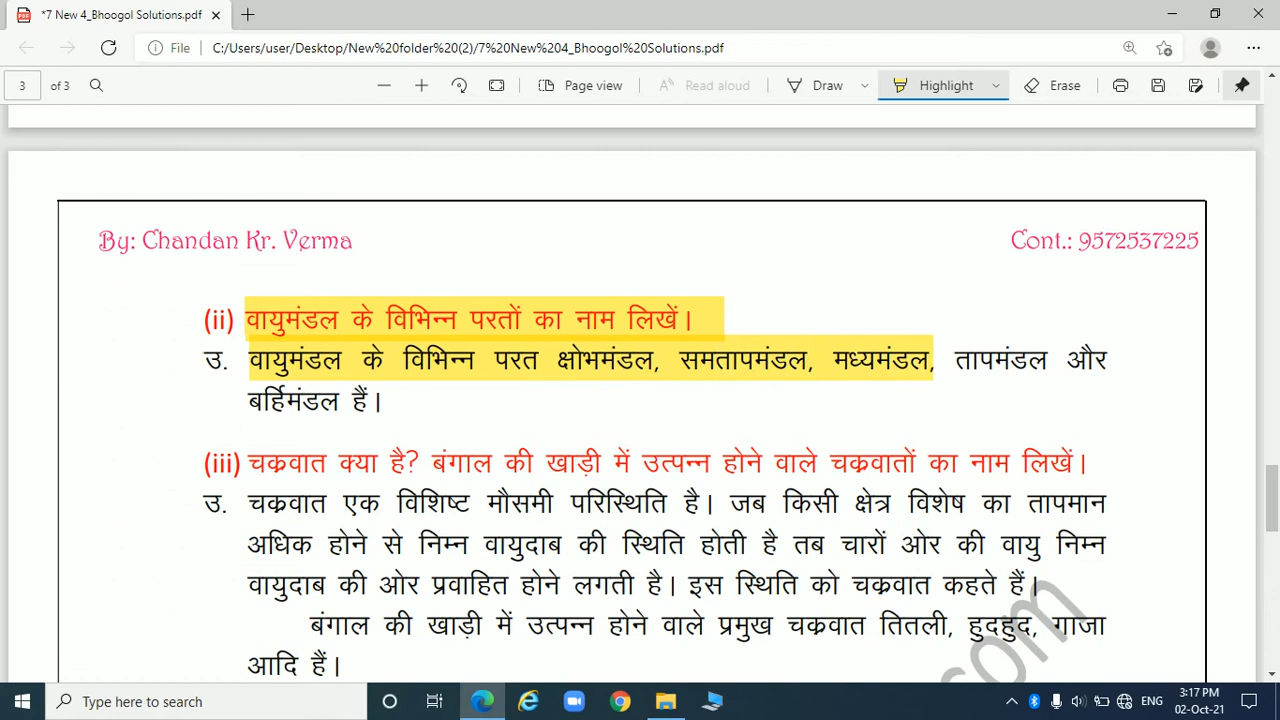 *7 New 4_Bhoogol Solutions.pdf
File C:/Users/user/Desktop/New%20folder%20(2)/7%20New%204_Bhoogol%20Solutions.pdf
3 of 3 Page view Read aloud Draw Highlight Erase
By: Chandan Kr. Verma Cont.: 9572537225
(ii) वायुमंडल के विभिन्न परतों का नाम लिखें।
उ. वायुमंडल के विभिन्न परत क्षोभमंडल, समतापमंडल, मध्यमंडल, तापमंडल और
बर्हिमंडल हैं।
(iii) चक्रवात क्या है? बंगाल की खाड़ी में उत्पन्न होने वाले चक्रवातों का नाम लिखें।
उ. चक्रवात एक विशिष्ट मौसमी परिस्थिति है। जब किसी क्षेत्र विशेष का तापमान
अधिक होने से निम्न वायुदाब की स्थिति होती है तब चारों ओर की वायु निम्न
वायुदाब की ओर प्रवाहित होने लगती है। इस स्थिति को चक्रवात कहते हैं।
बंगाल की खाड़ी में उत्पन्न होने वाले प्रमुख चक्रवात तितली, हुदहुद, गाजा
आदि हैं।
.com
Type here to search
ENG 3:17 PM
02-Oct-21